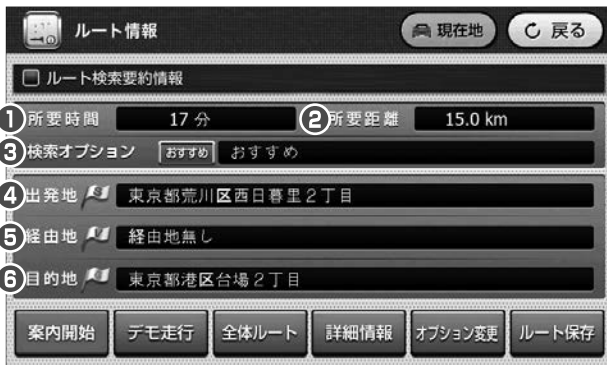 ルート情報 現在地 戻る
ルート検索要約情報
1 所要時間 17 分 2 所要距離 15.0 km
3 検索オプション おすすめ おすすめ
4 出発地 S 東京都荒川区西日暮里2丁目
5 経由地 経由地無し
6 目的地 東京都港区台場2丁目
案内開始 デモ走行 全体ルート 詳細情報 オプション変更 ルート保存